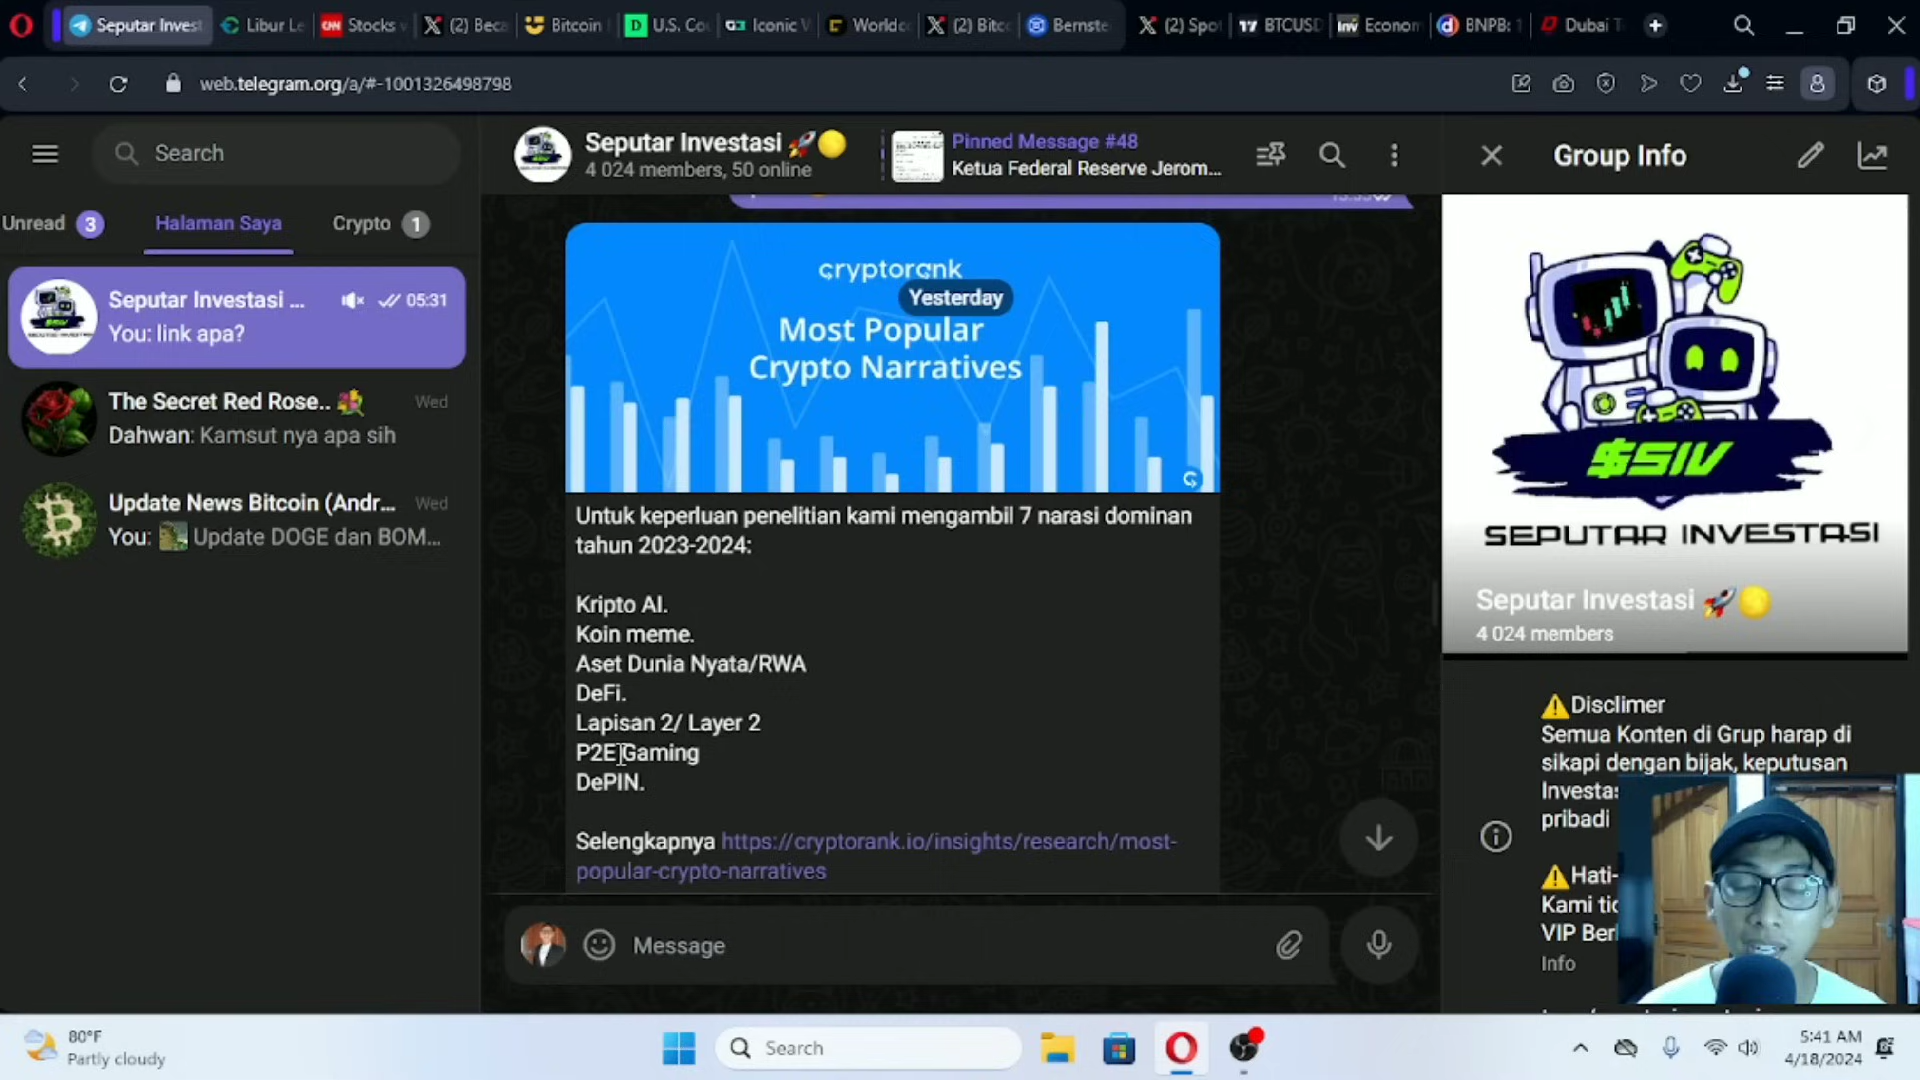 Seputar Invest
Libur Le
CNN Stocks
(2) Beca
Bitcoin
U.S. Co
Iconic
Worldc
(2) Bitc
Bernste
(2) Spo
BTCUSD
inv Econom
BNPB: 1
Dubai T
web.telegram.org/a/#-1001326498798
Search
Unread 3
Halaman Saya
Crypto 1
Seputar Investasi ...
05:31
You: link apa?
The Secret Red Rose..
Wed
Dahwan: Kamsut nya apa sih
Update News Bitcoin (Andr...
Wed
You: Update DOGE dan BOM...
Seputar Investasi
4 024 members, 50 online
Pinned Message #48
Ketua Federal Reserve Jerom...
cryptorank
Yesterday
Most Popular
Crypto Narratives
Untuk keperluan penelitian kami mengambil 7 narasi dominan
tahun 2023-2024:
Kripto AI.
Koin meme.
Aset Dunia Nyata/RWA
DeFi.
Lapisan 2/ Layer 2
P2E Gaming
DePIN.
Selengkapnya https://cryptorank.io/insights/research/most-
popular-crypto-narratives
Message
Group Info
$SIV
SEPUTAR INVESTASI
Seputar Investasi
4 024 members
Disclimer
Semua Konten di Grup harap di
sikapi dengan bijak, keputusan
Investas
pribadi
Hati-
Kami tid
VIP Ber
Info
80°F
Partly cloudy
Search
5:41 AM
4/18/2024